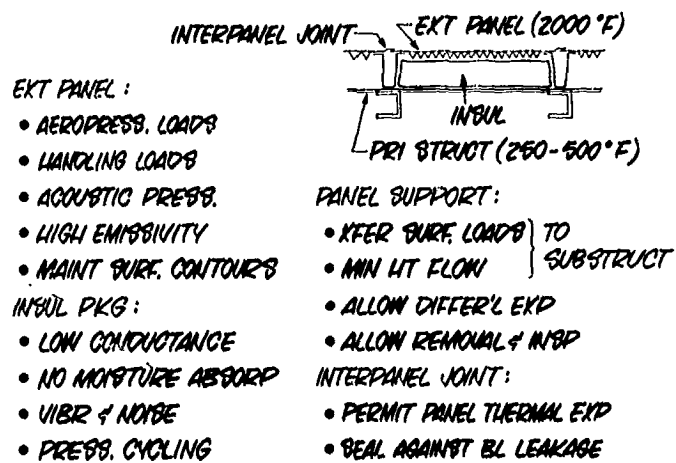 INTERPANEL JOINT
EXT PANEL (2000 °F)
INSUL
PRI STRUCT (250-500°F)
EXT PANEL :
• AEROPRESS. LOADS
• HANDLING LOADS
• ACOUSTIC PRESS.
• HIGH EMISSIVITY
• MAINT SURF. CONTOURS
INSUL PKG :
• LOW CONDUCTANCE
• NO MOISTURE ABSORP
• VIBR & NOISE
• PRESS. CYCLING
PANEL SUPPORT :
• XFER SURF. LOADS } TO
• MIN HT FLOW } SUBSTRUCT
• ALLOW DIFFER'L EXP
• ALLOW REMOVAL & INSP
INTERPANEL JOINT :
• PERMIT PANEL THERMAL EXP
• SEAL AGAINST BL LEAKAGE